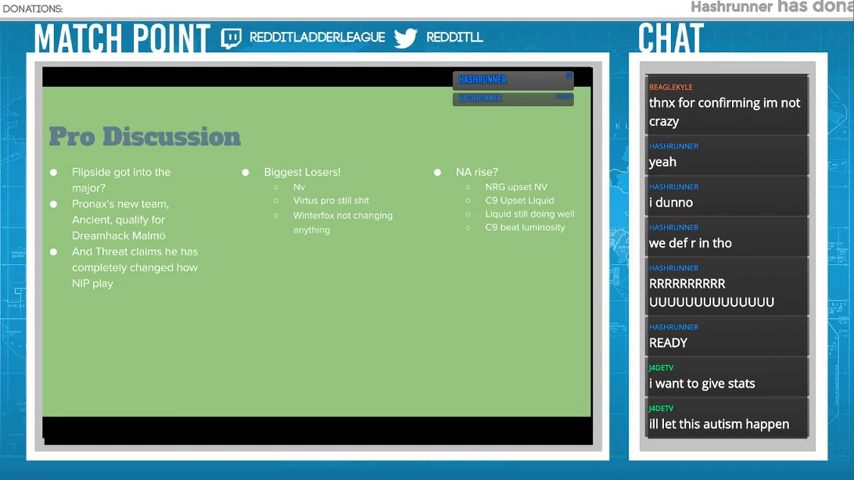 DONATIONS:
Hashrunner has dona
MATCH POINT
REDDITLADDERLEAGUE
REDDITLL
CHAT
HASHRUNNER
HASHRUNNER
Pro Discussion
Flipside got into the
major?
Pronax's new team,
Ancient, qualify for
Dreamhack Malmö
And Threat claims he has
completely changed how
NIP play
Biggest Losers!
Nv
Virtus pro still shit
Winterfox not changing
anything
NA rise?
NRG upset NV
C9 Upset Liquid
Liquid still doing well
C9 beat luminosity
BEAGLEKYLE
thnx for confirming im not
crazy
HASHRUNNER
yeah
HASHRUNNER
i dunno
HASHRUNNER
we def r in tho
HASHRUNNER
RRRRRRRRRR
UUUUUUUUUUUUUU
HASHRUNNER
READY
J4DETV
i want to give stats
J4DETV
ill let this autism happen